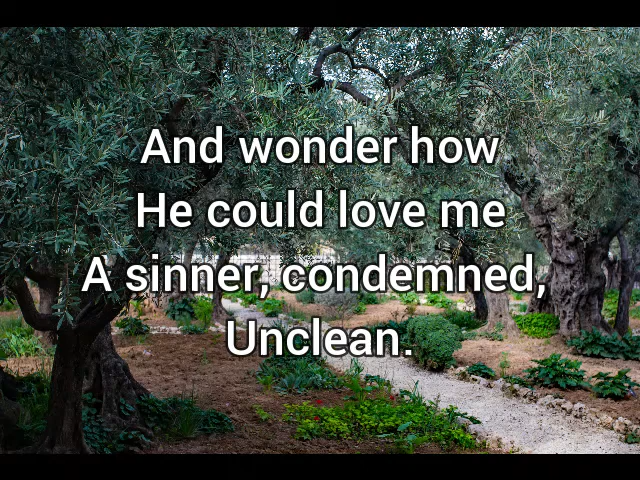 And wonder how
He could love me
A sinner, condemned,
Unclean.